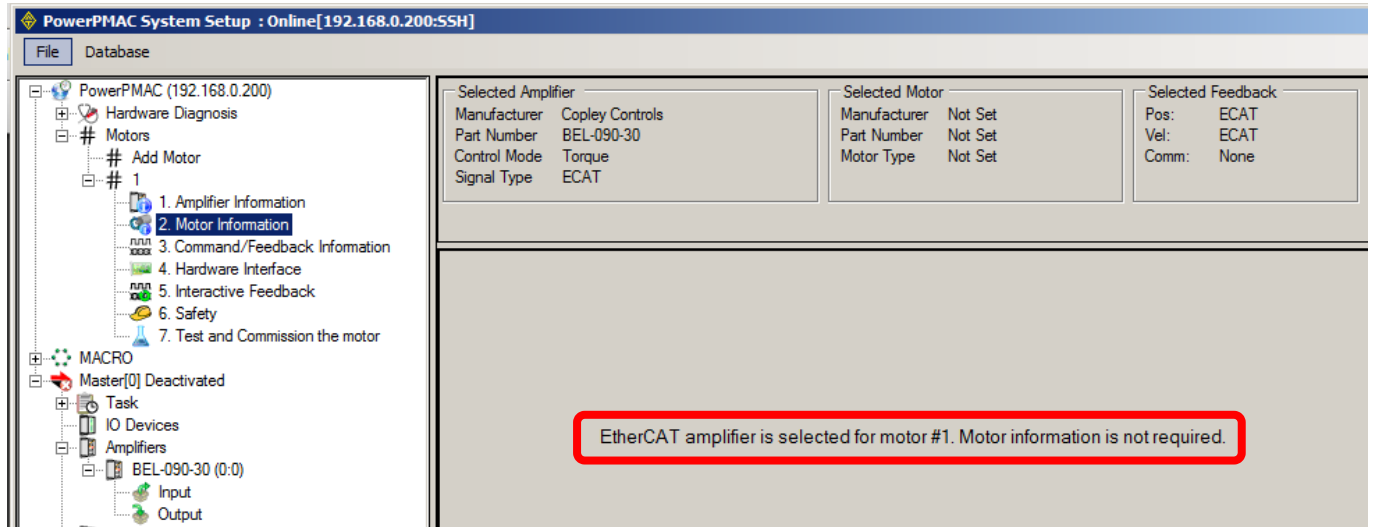 PowerPMAC System Setup : Online[192.168.0.200:SSH]
File Database
PowerPMAC (192.168.0.200)
Hardware Diagnosis
# Motors
# Add Motor
# 1
1. Amplifier Information
2. Motor Information
3. Command/Feedback Information
4. Hardware Interface
5. Interactive Feedback
6. Safety
7. Test and Commission the motor
MACRO
Master[0] Deactivated
Task
IO Devices
Amplifiers
BEL-090-30 (0:0)
Input
Output
Selected Amplifier
Manufacturer Copley Controls
Part Number BEL-090-30
Control Mode Torque
Signal Type ECAT
Selected Motor
Manufacturer Not Set
Part Number Not Set
Motor Type Not Set
Selected Feedback
Pos: ECAT
Vel: ECAT
Comm: None
EtherCAT amplifier is selected for motor #1. Motor information is not required.